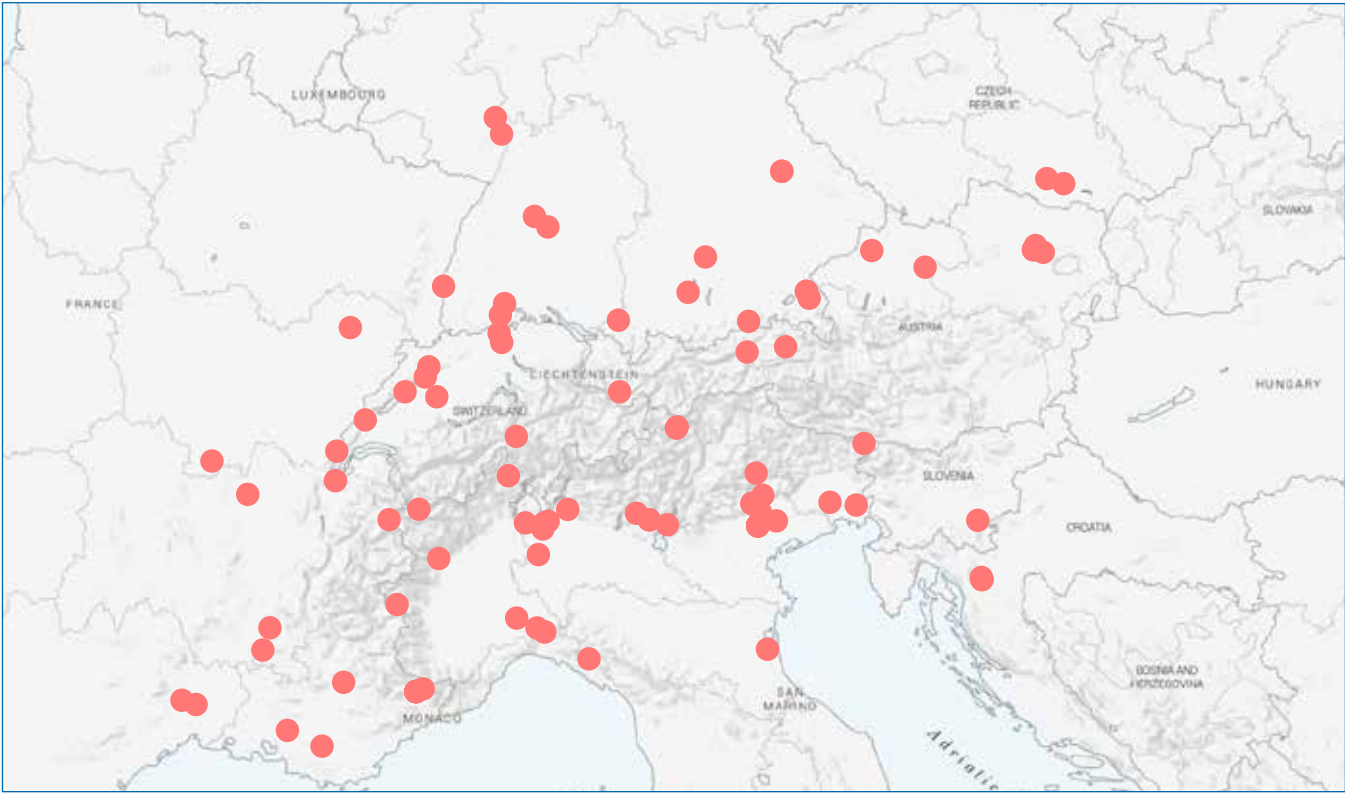 LUXEMBOURG
CZECH
REPUBLIC
SLOVAKIA
FRANCE
AUSTRIA
LIECHTENSTEIN
HUNGARY
SWITZERLAND
SLOVENIA
CROATIA
BOSNIA AND
HERZEGOVINA
SAN
MARINO
MONACO
Adriatic